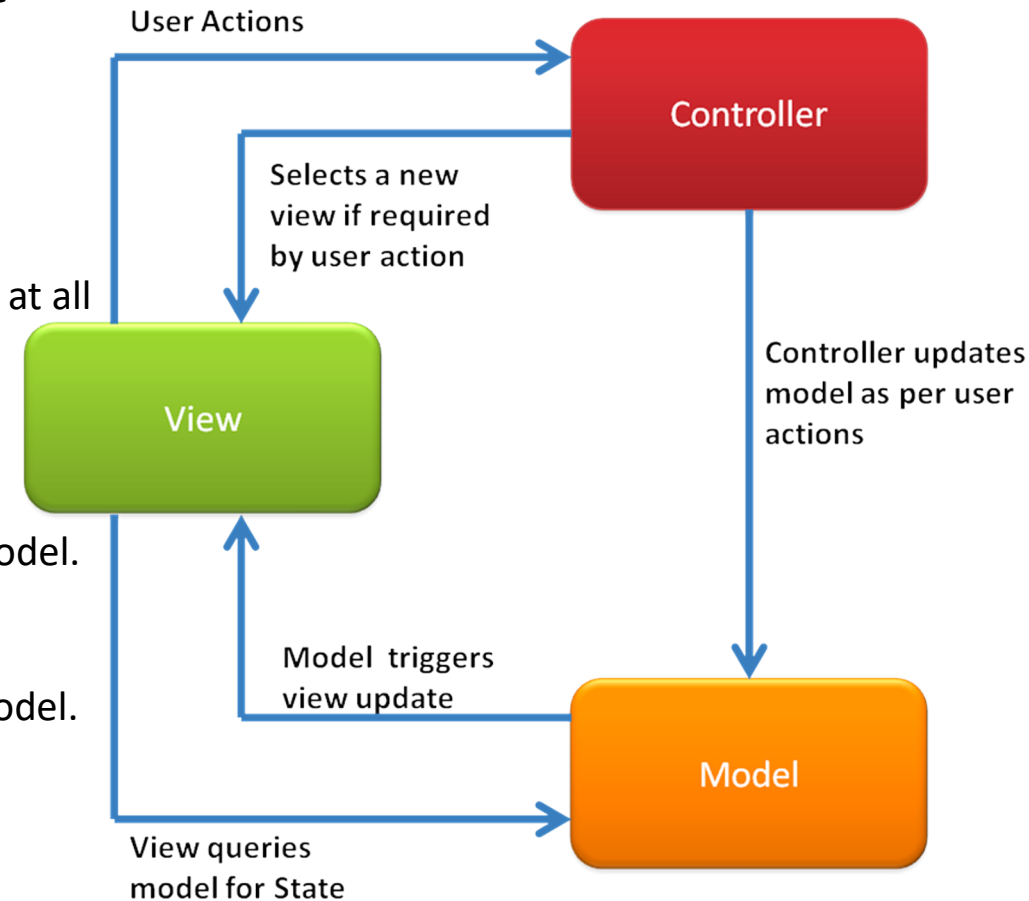 User Actions
Controller
Selects a new
view if required
by user action
at all
Controller updates
model as per user
actions
View
odel.
Model triggers
view update
odel.
Model
View queries
model for State